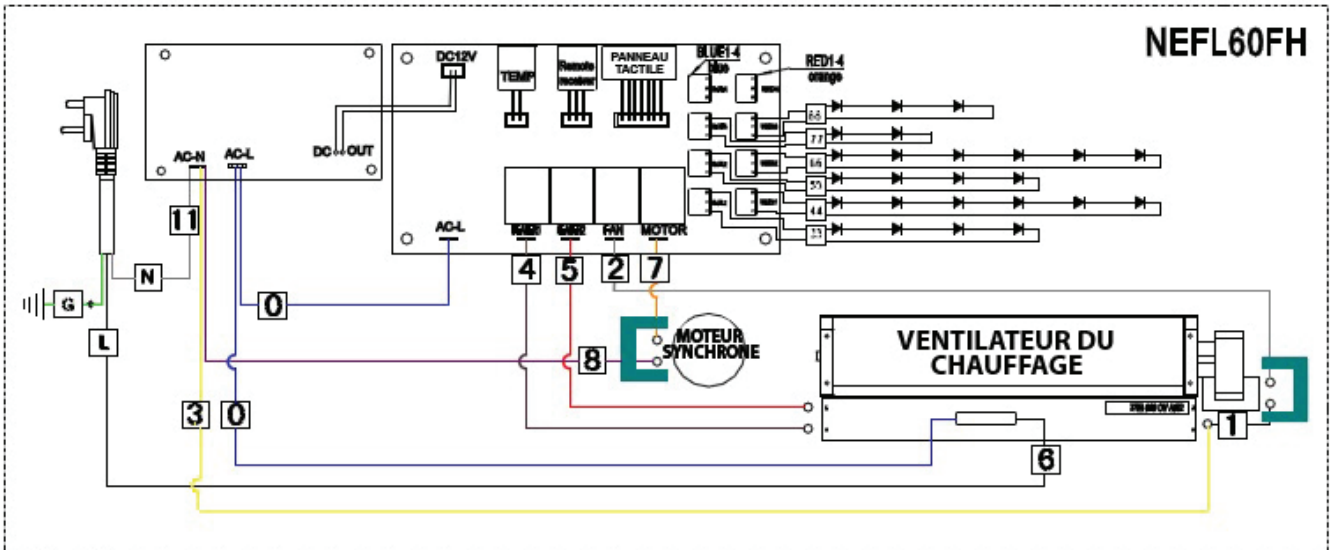 NEFL60FH
DC12V
TEMP
Remote
receiver
PANNEAU
TACTILE
BLUE1-4
blue
RED1-4
orange
AC-N
AC-L
DC
OUT
AC-L
FAN
MOTOR
66
77
44
33
11
N
G
L
0
4
5
2
7
8
MOTEUR
SYNCHRONE
VENTILATEUR DU
CHAUFFAGE
3
0
6
1